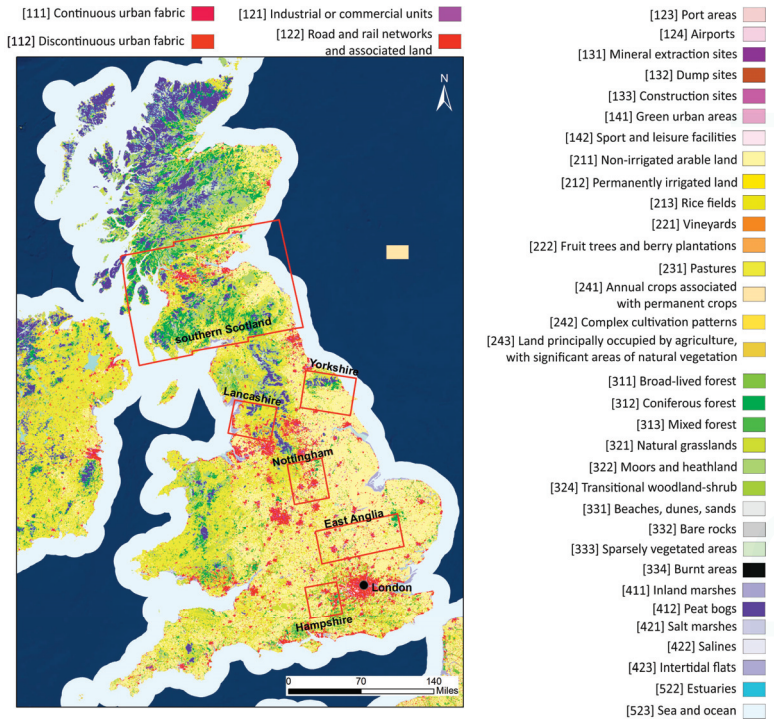 [111] Continuous urban fabric
[112] Discontinuous urban fabric
[121] Industrial or commercial units
[122] Road and rail networks
and associated land
N
southern Scotland
Yorkshire
Lancashire
Nottingham
East Anglia
London
Hampshire
0 70 140
Miles
[123] Port areas
[124] Airports
[131] Mineral extraction sites
[132] Dump sites
[133] Construction sites
[141] Green urban areas
[142] Sport and leisure facilities
[211] Non-irrigated arable land
[212] Permanently irrigated land
[213] Rice fields
[221] Vineyards
[222] Fruit trees and berry plantations
[231] Pastures
[241] Annual crops associated
with permanent crops
[242] Complex cultivation patterns
[243] Land principally occupied by agriculture,
with significant areas of natural vegetation
[311] Broad-lived forest
[312] Coniferous forest
[313] Mixed forest
[321] Natural grasslands
[322] Moors and heathland
[324] Transitional woodland-shrub
[331] Beaches, dunes, sands
[332] Bare rocks
[333] Sparsely vegetated areas
[334] Burnt areas
[411] Inland marshes
[412] Peat bogs
[421] Salt marshes
[422] Salines
[423] Intertidal flats
[522] Estuaries
[523] Sea and ocean